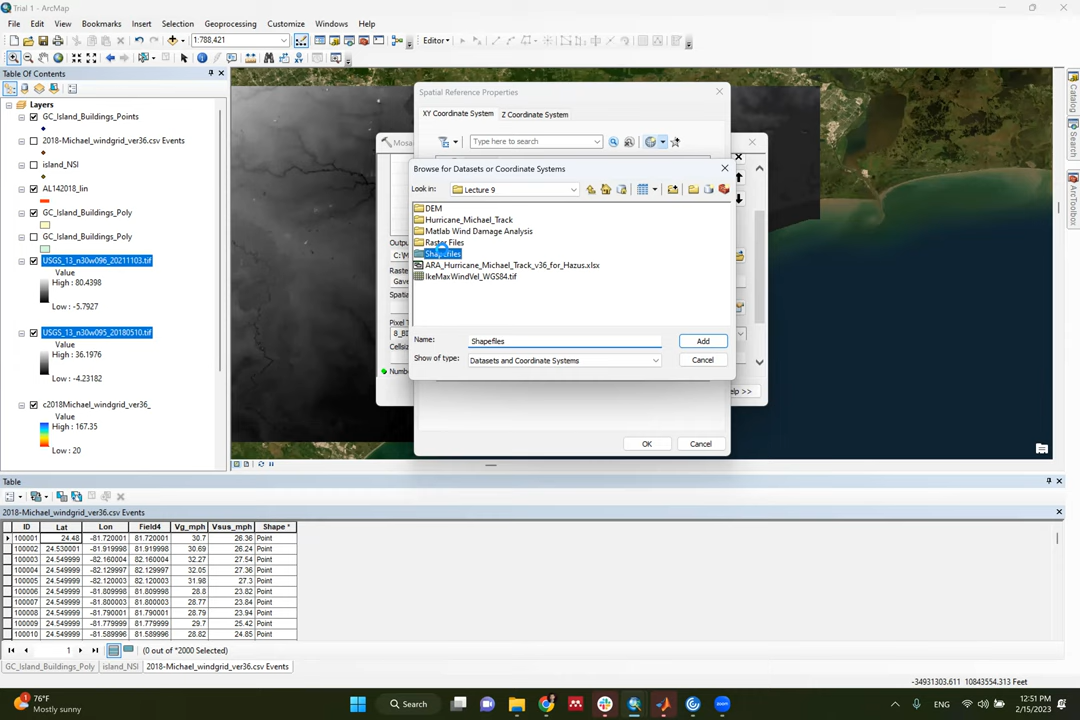 Trial 1 - ArcMap
File Edit View Bookmarks Insert Selection Geoprocessing Customize Windows Help
1:788,421
Editor
Table Of Contents
Layers
GC_Island_Buildings_Points
2018-Michael_windgrid_ver36.csv Events
island_NSI
AL142018_lin
GC_Island_Buildings_Poly
GC_Island_Buildings_Poly
USGS_13_n30w096_20211103.tif
Value
High : 80.4398
Low : -5.7927
USGS_13_n30w095_20180510.tif
Value
High : 36.1976
Low : -4.23182
c2018Michael_windgrid_ver36_
Value
High : 167.35
Low : 20
Spatial Reference Properties
XY Coordinate System Z Coordinate System
Type here to search
Browse for Datasets or Coordinate Systems
Look in: Lecture 9
DEM
Hurricane_Michael_Track
Matlab Wind Damage Analysis
Raster Files
Shapefiles
ARA_Hurricane_Michael_Track_v36_for_Hazus.xlsx
IkeMaxWindVel_WGS84.tif
Name: Shapefiles
Add
Show of type: Datasets and Coordinate Systems
Cancel
OK Cancel
Catalog
Search
ArcToolbox
Table
2018-Michael_windgrid_ver36.csv Events
ID Lat Lon Field4 Vg_mph Vsus_mph Shape *
100001 24.48 -81.720001 81.720001 30.7 26.36 Point
100002 24.530001 -81.919998 81.919998 30.69 26.24 Point
100003 24.549999 -82.160004 82.160004 32.27 27.54 Point
100004 24.549999 -82.129997 82.129997 32.05 27.36 Point
100005 24.549999 -82.120003 82.120003 31.98 27.3 Point
100006 24.549999 -81.809998 81.809998 28.8 23.82 Point
100007 24.549999 -81.800003 81.800003 28.77 23.84 Point
100008 24.549999 -81.790001 81.790001 28.79 23.94 Point
100009 24.549999 -81.779999 81.779999 29.7 25.42 Point
100010 24.549999 -81.589996 81.589996 28.82 24.85 Point
1 (0 out of *2000 Selected)
GC_Island_Buildings_Poly island_NSI 2018-Michael_windgrid_ver36.csv Events
-34931303.611 10843554.313 Feet
76°F
Mostly sunny
Search
ENG
12:51 PM
2/15/2023